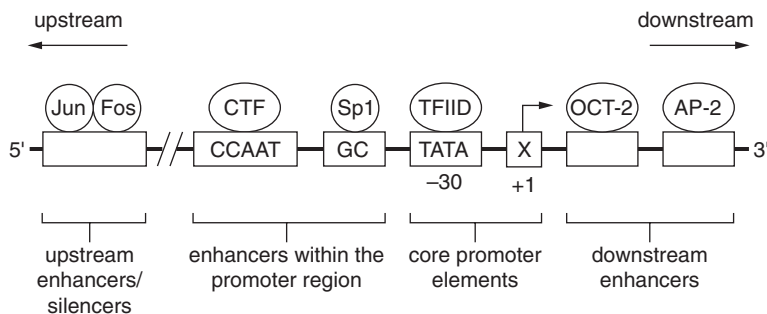 upstream
downstream
Jun Fos CTF Sp1 TFIID OCT-2 AP-2
5' CCAAT GC TATA X 3'
–30 +1
upstream
enhancers/
silencers
enhancers within the
promoter region
core promoter
elements
downstream
enhancers